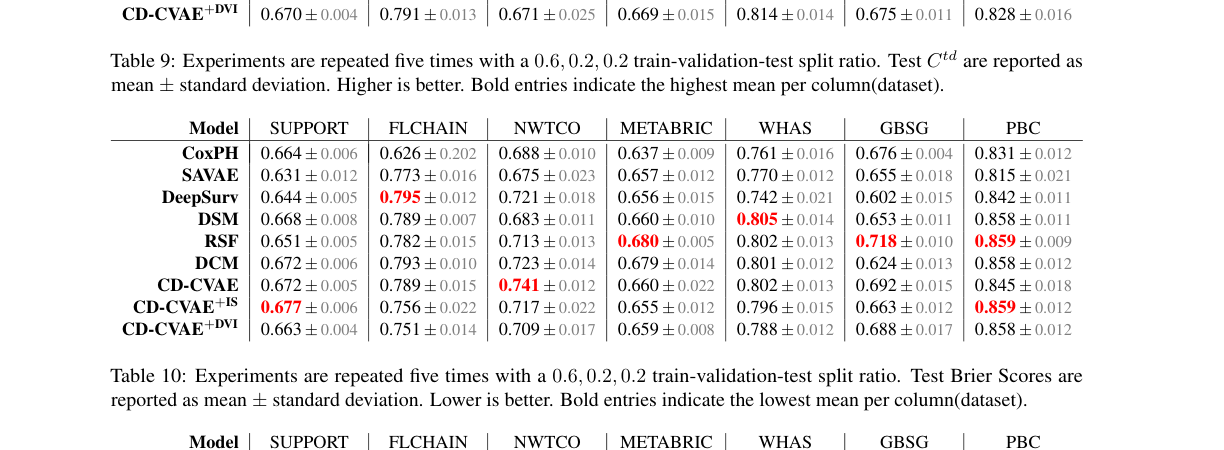 CD-CVAE+DVI 0.670 ± 0.004 0.791 ± 0.013 0.671 ± 0.025 0.669 ± 0.015 0.814 ± 0.014 0.675 ± 0.011 0.828 ± 0.016
Table 9: Experiments are repeated five times with a 0.6, 0.2, 0.2 train-validation-test split ratio. Test C^{td} are reported as
mean ± standard deviation. Higher is better. Bold entries indicate the highest mean per column(dataset).
Model SUPPORT FLCHAIN NWTCO METABRIC WHAS GBSG PBC
CoxPH 0.664 ± 0.006 0.626 ± 0.202 0.688 ± 0.010 0.637 ± 0.009 0.761 ± 0.016 0.676 ± 0.004 0.831 ± 0.012
SAVAE 0.631 ± 0.012 0.773 ± 0.016 0.675 ± 0.023 0.657 ± 0.012 0.770 ± 0.012 0.655 ± 0.018 0.815 ± 0.021
DeepSurv 0.644 ± 0.005 0.795 ± 0.012 0.721 ± 0.018 0.656 ± 0.015 0.742 ± 0.021 0.602 ± 0.015 0.842 ± 0.011
DSM 0.668 ± 0.008 0.789 ± 0.007 0.683 ± 0.011 0.660 ± 0.010 0.805 ± 0.014 0.653 ± 0.011 0.858 ± 0.011
RSF 0.651 ± 0.005 0.782 ± 0.015 0.713 ± 0.013 0.680 ± 0.005 0.802 ± 0.013 0.718 ± 0.010 0.859 ± 0.009
DCM 0.672 ± 0.006 0.793 ± 0.010 0.723 ± 0.014 0.679 ± 0.014 0.801 ± 0.012 0.624 ± 0.013 0.858 ± 0.012
CD-CVAE 0.672 ± 0.005 0.789 ± 0.015 0.741 ± 0.012 0.660 ± 0.022 0.802 ± 0.013 0.692 ± 0.015 0.845 ± 0.018
CD-CVAE+IS 0.677 ± 0.006 0.756 ± 0.022 0.717 ± 0.022 0.655 ± 0.012 0.796 ± 0.015 0.663 ± 0.012 0.859 ± 0.012
CD-CVAE+DVI 0.663 ± 0.004 0.751 ± 0.014 0.709 ± 0.017 0.659 ± 0.008 0.788 ± 0.012 0.688 ± 0.017 0.858 ± 0.012
Table 10: Experiments are repeated five times with a 0.6, 0.2, 0.2 train-validation-test split ratio. Test Brier Scores are
reported as mean ± standard deviation. Lower is better. Bold entries indicate the lowest mean per column(dataset).
Model SUPPORT FLCHAIN NWTCO METABRIC WHAS GBSG PBC